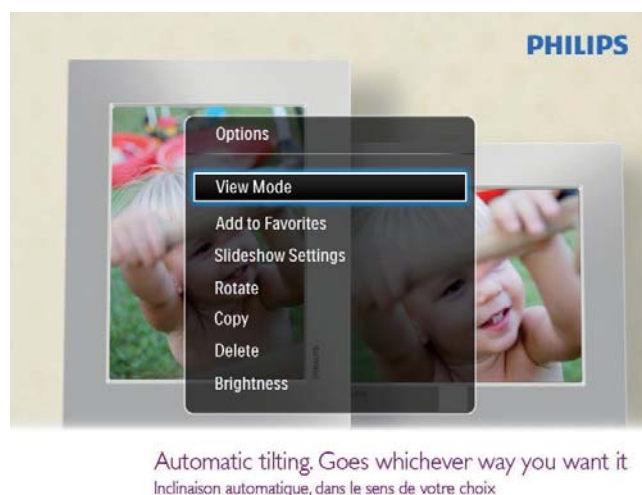 PHILIPS
Options
View Mode
Add to Favorites
Slideshow Settings
Rotate
Copy
Delete
Brightness
Automatic tilting. Goes whichever way you want it
Inclinaison automatique, dans le sens de votre choix